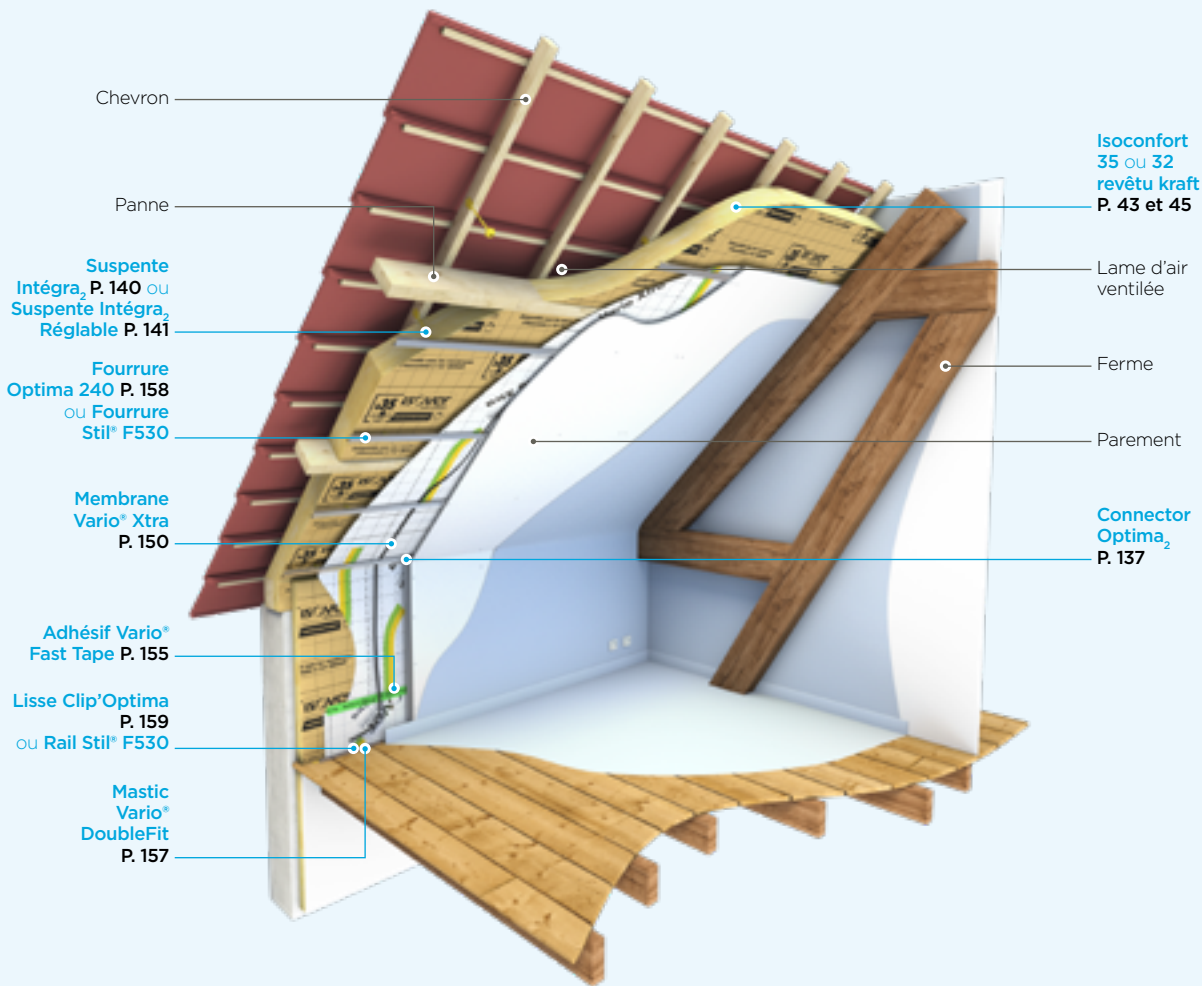 Chevron
Panne
Suspente
Intégra₂ P. 140 ou
Suspente Intégra₂
Réglable P. 141
Fourrure
Optima 240 P. 158
ou Fourrure
Stil® F530
Membrane
Vario® Xtra
P. 150
Adhésif Vario®
Fast Tape P. 155
Lisse Clip’Optima
P. 159
ou Rail Stil® F530
Mastic
Vario®
DoubleFit
P. 157
Isoconfort
35 ou 32
revêtu kraft
P. 43 et 45
Lame d’air
ventilée
Ferme
Parement
Connector
Optima₂
P. 137